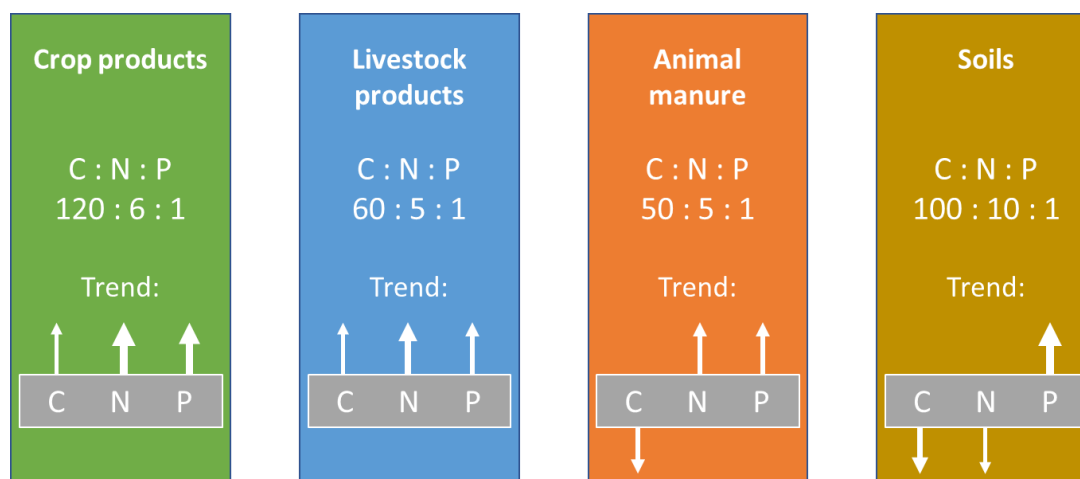 Crop products
C : N : P
120 : 6 : 1
Trend:
C N P
Livestock
products
C : N : P
60 : 5 : 1
Trend:
C N P
Animal
manure
C : N : P
50 : 5 : 1
Trend:
C N P
Soils
C : N : P
100 : 10 : 1
Trend:
C N P